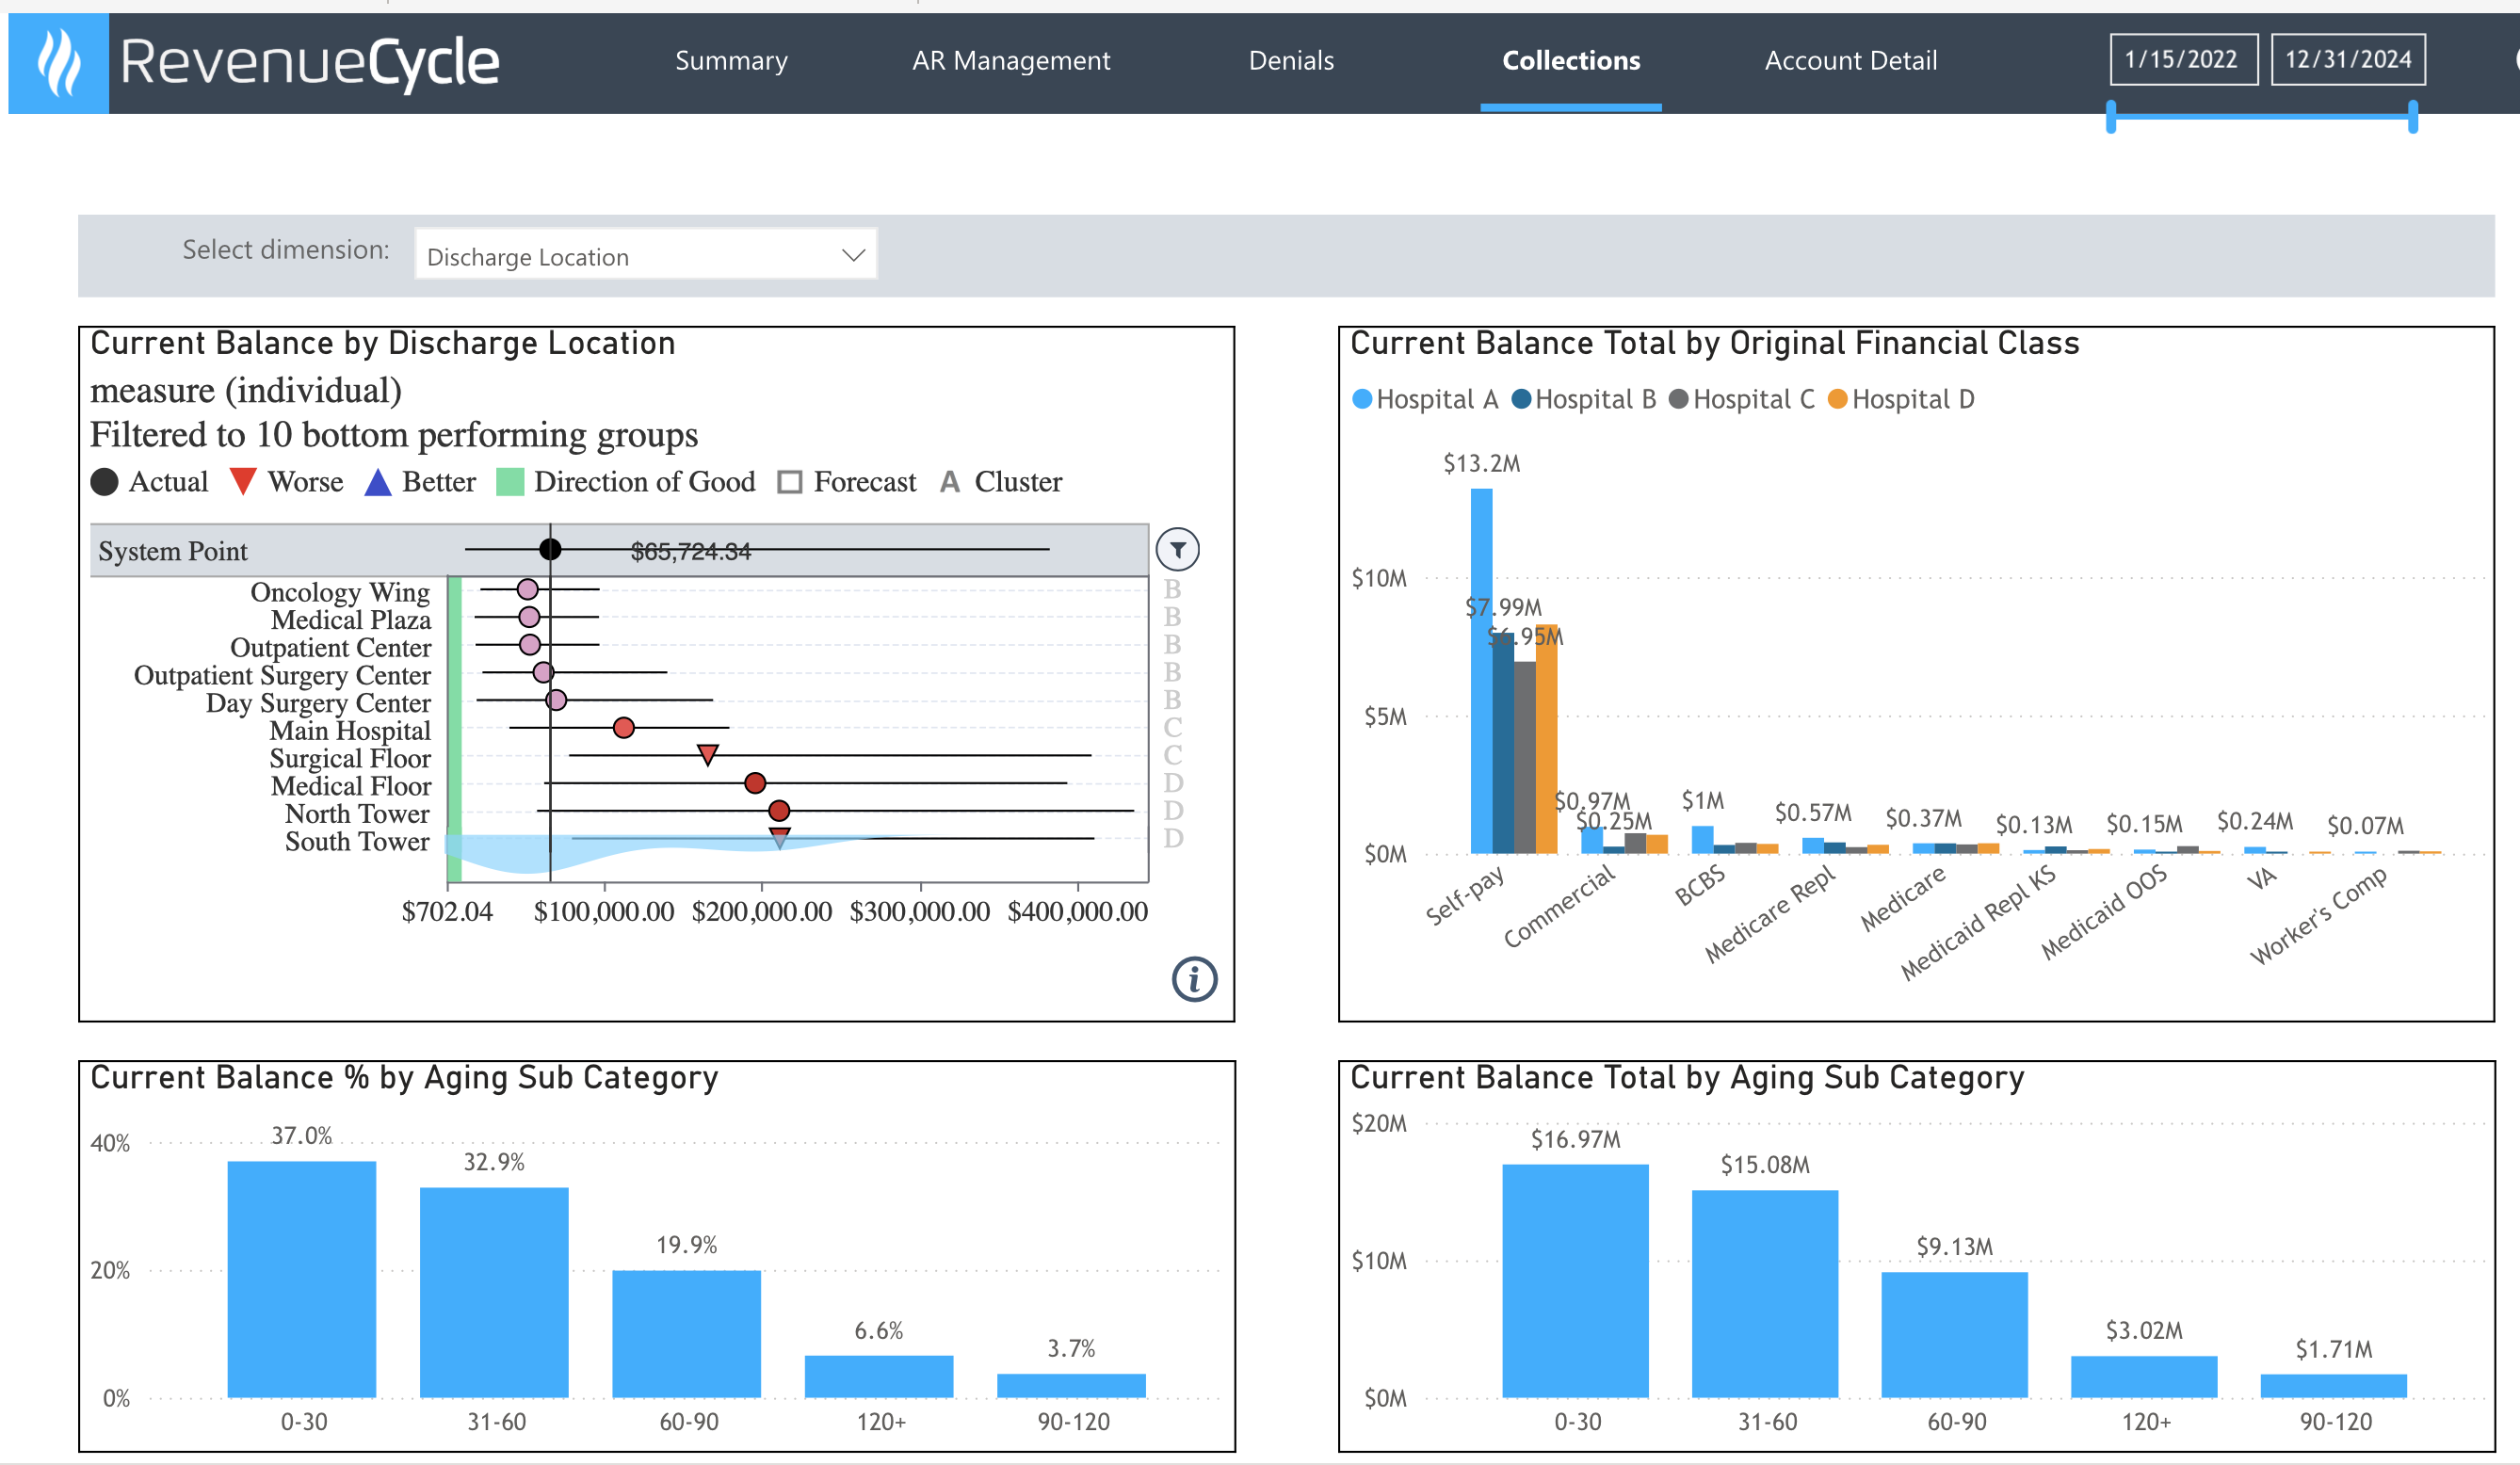 RevenueCycle
Summary
AR Management
Denials
Collections
Account Detail
1/15/2022
12/31/2024
Select dimension:
Discharge Location
Current Balance by Discharge Location
measure (individual)
Filtered to 10 bottom performing groups
Actual Worse Better Direction of Good Forecast A Cluster
System Point
$65,724.34
Oncology Wing B
Medical Plaza B
Outpatient Center B
Outpatient Surgery Center B
Day Surgery Center B
Main Hospital C
Surgical Floor C
Medical Floor D
North Tower D
South Tower D
$702.04 $100,000.00 $200,000.00 $300,000.00 $400,000.00
i
Current Balance Total by Original Financial Class
Hospital A Hospital B Hospital C Hospital D
$13.2M
$10M
$7.99M
$6.95M
$5M
$0.97M
$0.25M
$1M
$0.57M
$0.37M
$0.13M
$0.15M
$0.24M
$0.07M
$0M
Self-pay
Commercial
BCBS
Medicare Repl
Medicare
Medicaid Repl KS
Medicaid OOS
VA
Worker's Comp
Current Balance % by Aging Sub Category
40%
37.0%
32.9%
20%
19.9%
6.6%
3.7%
0%
0-30 31-60 60-90 120+ 90-120
Current Balance Total by Aging Sub Category
$20M
$16.97M
$15.08M
$10M
$9.13M
$3.02M
$1.71M
$0M
0-30 31-60 60-90 120+ 90-120